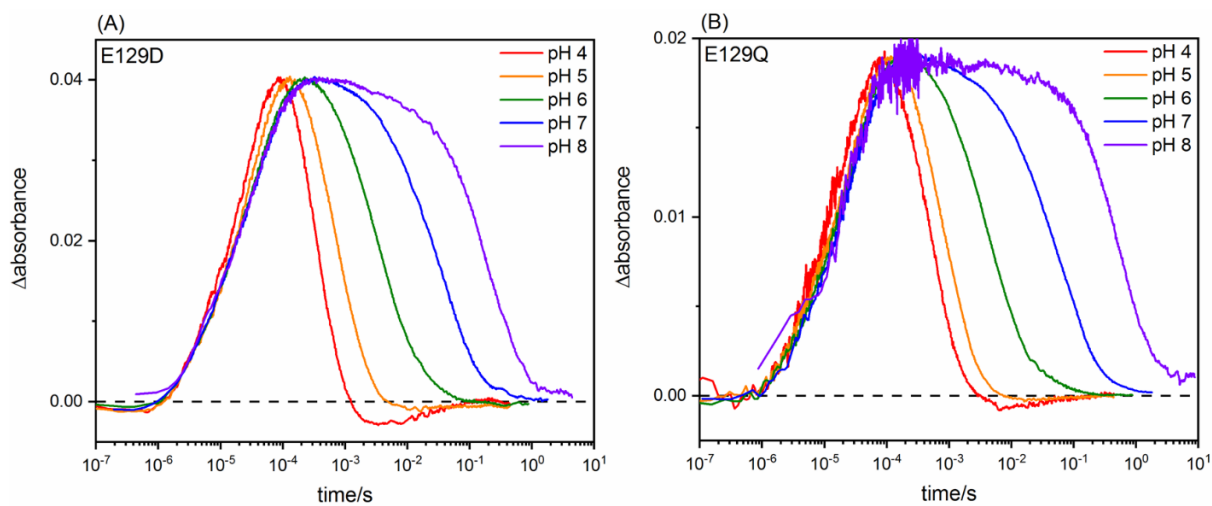 (A)
E129D
pH 4
pH 5
pH 6
pH 7
pH 8
0.04
0.02
0.00
Δabsorbance
10-7 10-6 10-5 10-4 10-3 10-2 10-1 100 101
time/s
(B)
E129Q
pH 4
pH 5
pH 6
pH 7
pH 8
0.02
0.01
0.00
Δabsorbance
10-7 10-6 10-5 10-4 10-3 10-2 10-1 100 101
time/s